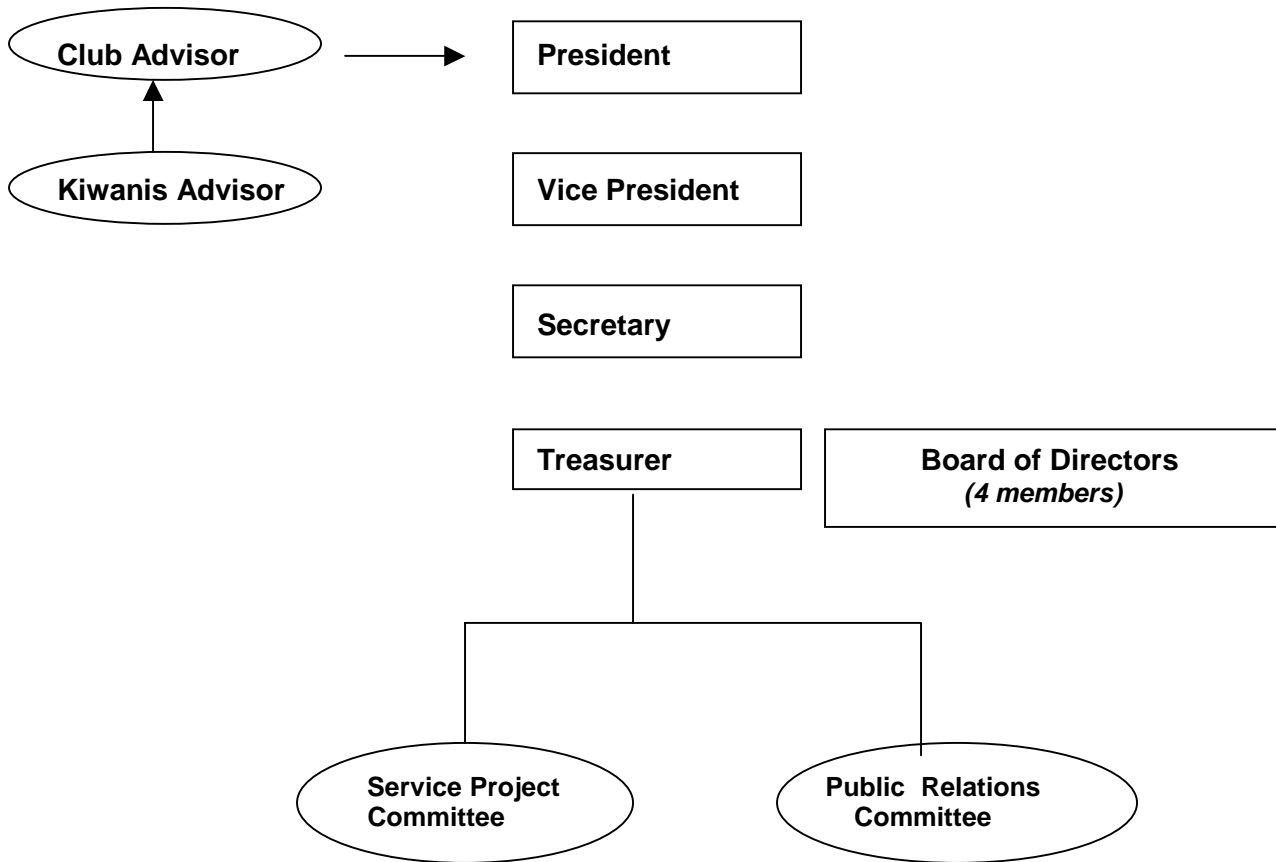 Club Advisor
President
Kiwanis Advisor
Vice President
Secretary
Treasurer
Board of Directors
(4 members)
Service Project
Committee
Public Relations
Committee